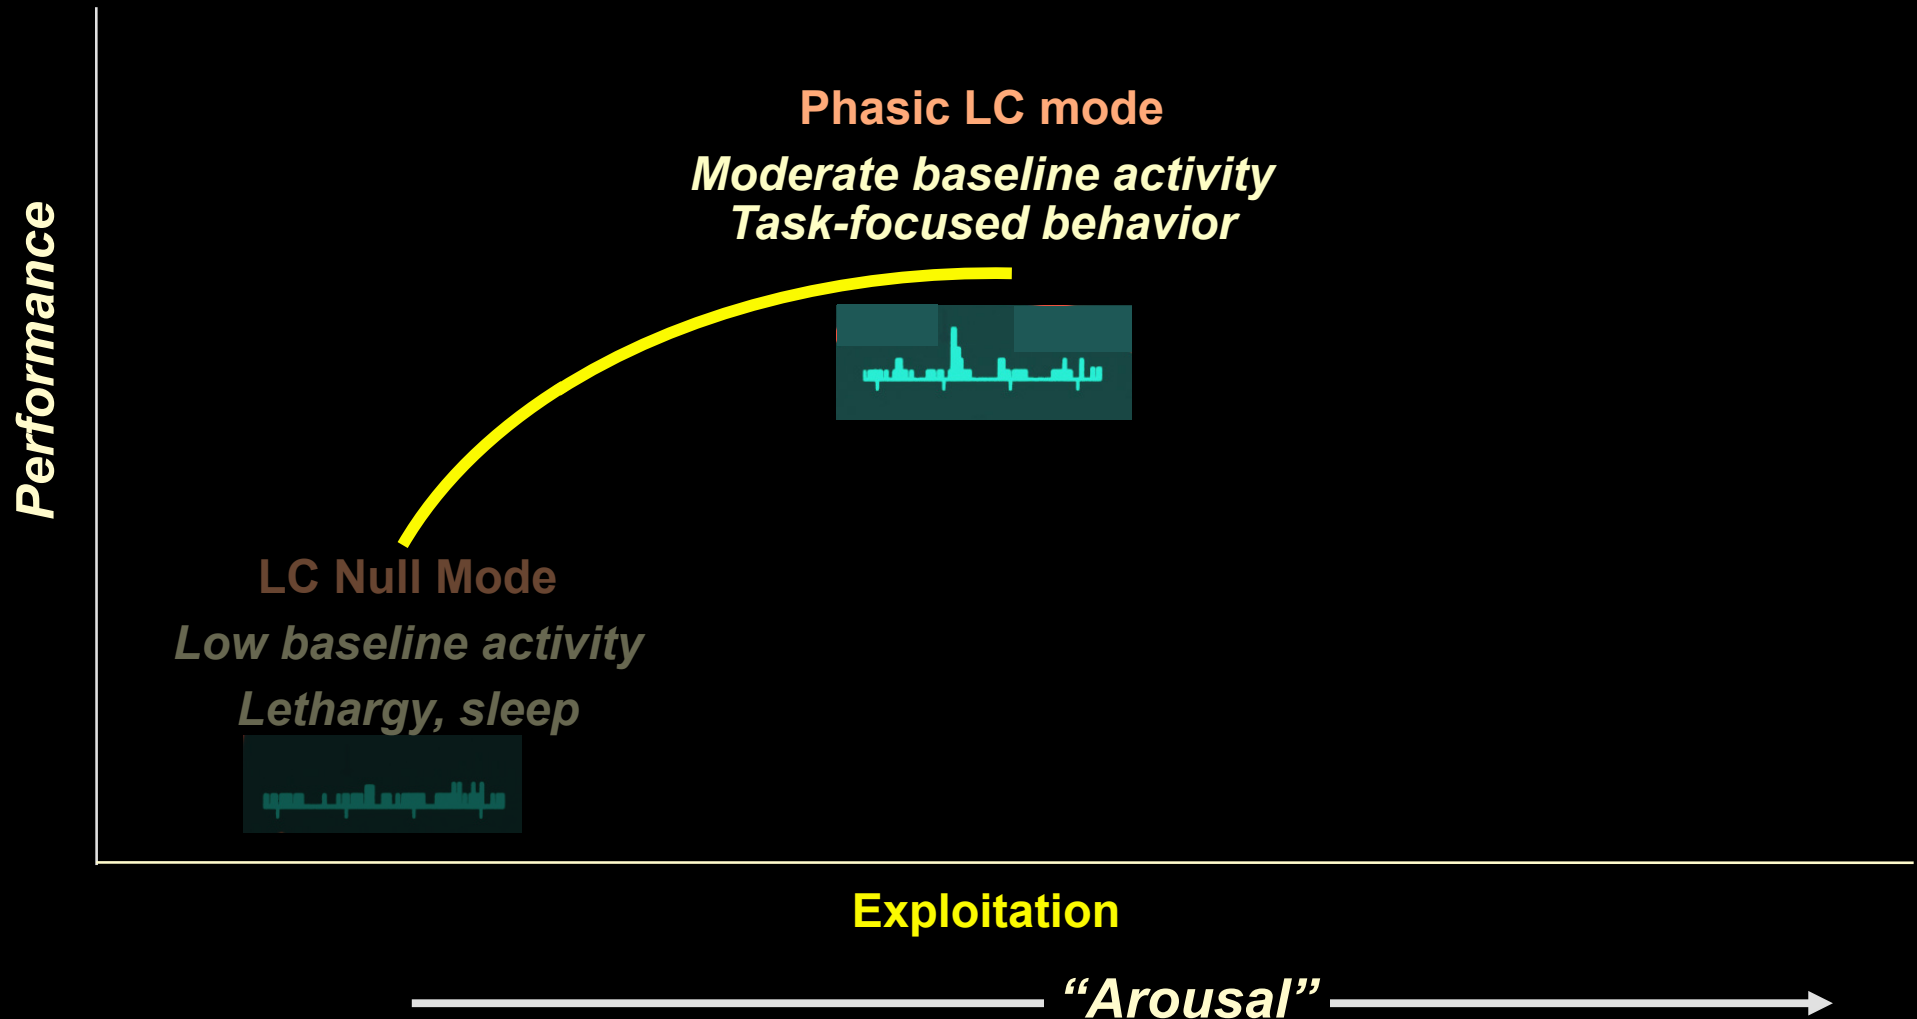 Performance
Phasic LC mode
Moderate baseline activity
Task-focused behavior
LC Null Mode
Low baseline activity
Lethargy, sleep
Exploitation
“Arousal”